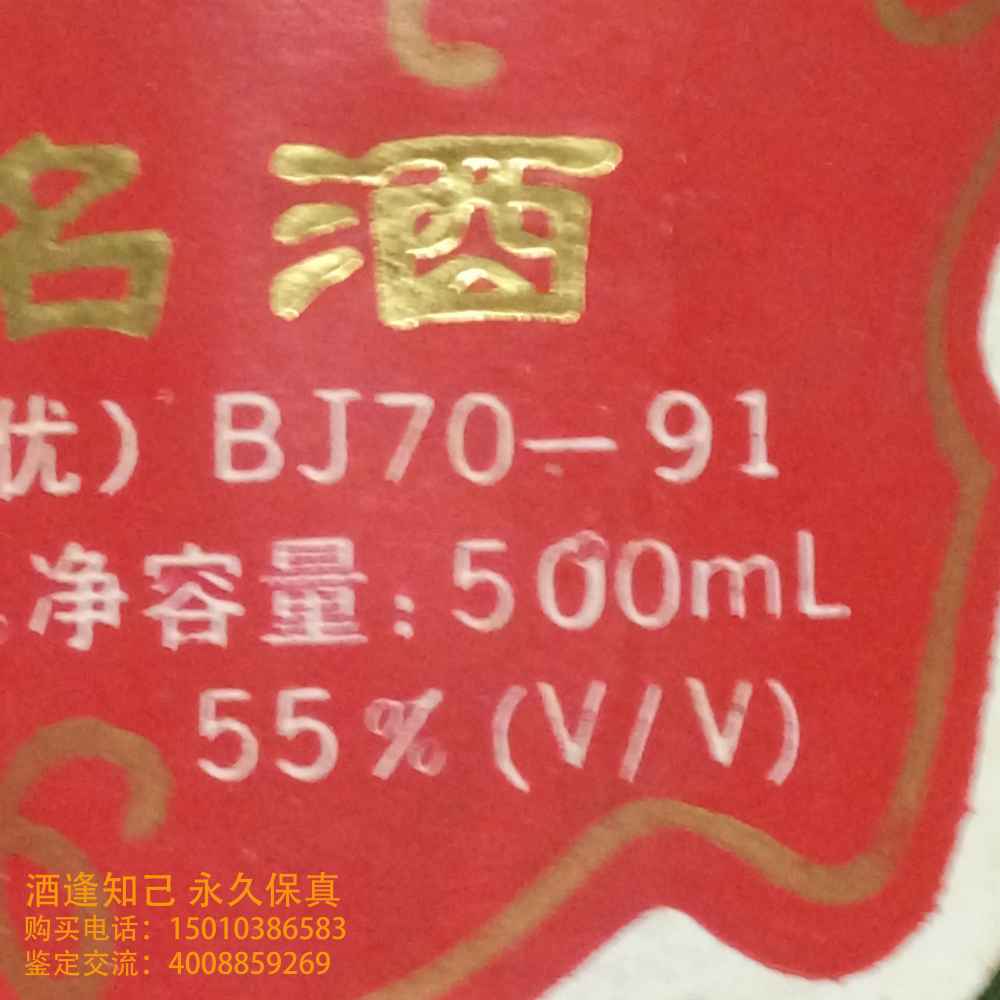 名酒
优）BJ70—91
净容量：500mL
55%(V/V)
酒逢知己 永久保真
购买电话：15010386583
鉴定交流：4008859269